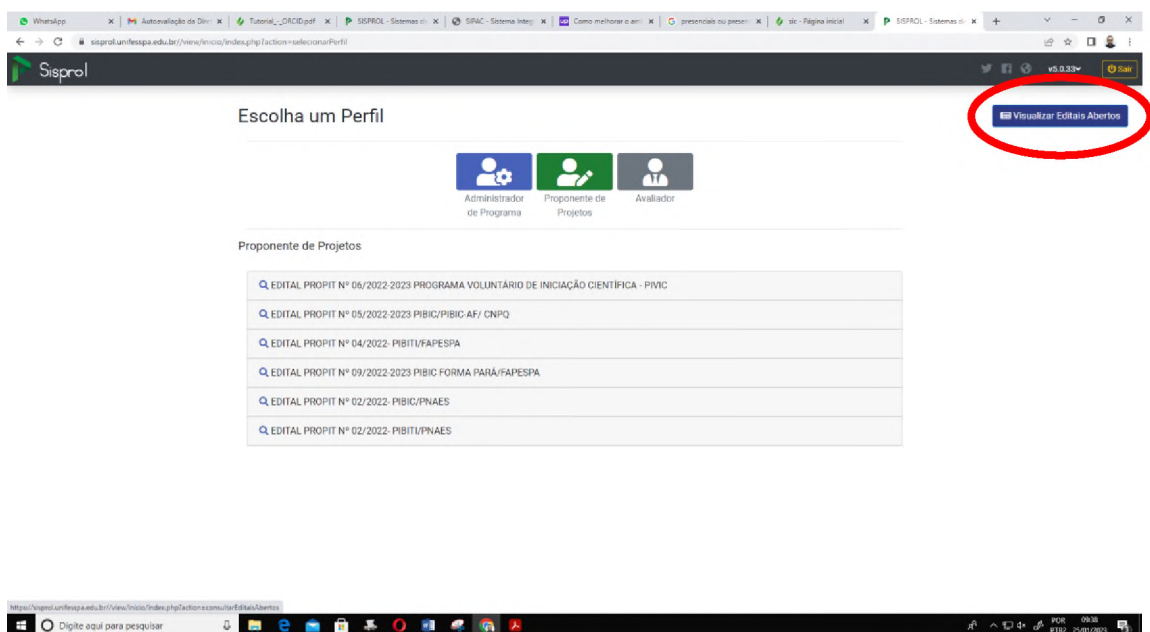 WhatsApp
Autoavaliação do Dire
Tutorial_-_ORCID.pdf
SISPROL - Sistemas d
SIPAC - Sistema Integ
Como melhorar o am
presenciais ou presen
sic - Página inicial
SISPROL - Sistemas d
sisprol.unifesspa.edu.br//view/inicio/index.php?action=selecionarPerfil
Sisprol
v5.0.33
Sair
Escolha um Perfil
Visualizar Editais Abertos
Administrador de Programa
Proponente de Projetos
Avaliador
Proponente de Projetos
EDITAL PROPIT Nº 06/2022-2023 PROGRAMA VOLUNTÁRIO DE INICIAÇÃO CIENTÍFICA - PIVIC
EDITAL PROPIT Nº 05/2022-2023 PIBIC/PIBIC-AF/ CNPQ
EDITAL PROPIT Nº 04/2022- PIBITI/FAPESPA
EDITAL PROPIT Nº 09/2022-2023 PIBIC FORMA PARÁ/FAPESPA
EDITAL PROPIT Nº 02/2022- PIBIC/PNAES
EDITAL PROPIT Nº 02/2022- PIBITI/PNAES
https://sisprol.unifesspa.edu.br//view/inicio/index.php?action=consultarEditaisAbertos
Digite aqui para pesquisar
POR 09:38
PTB2 25/01/2023